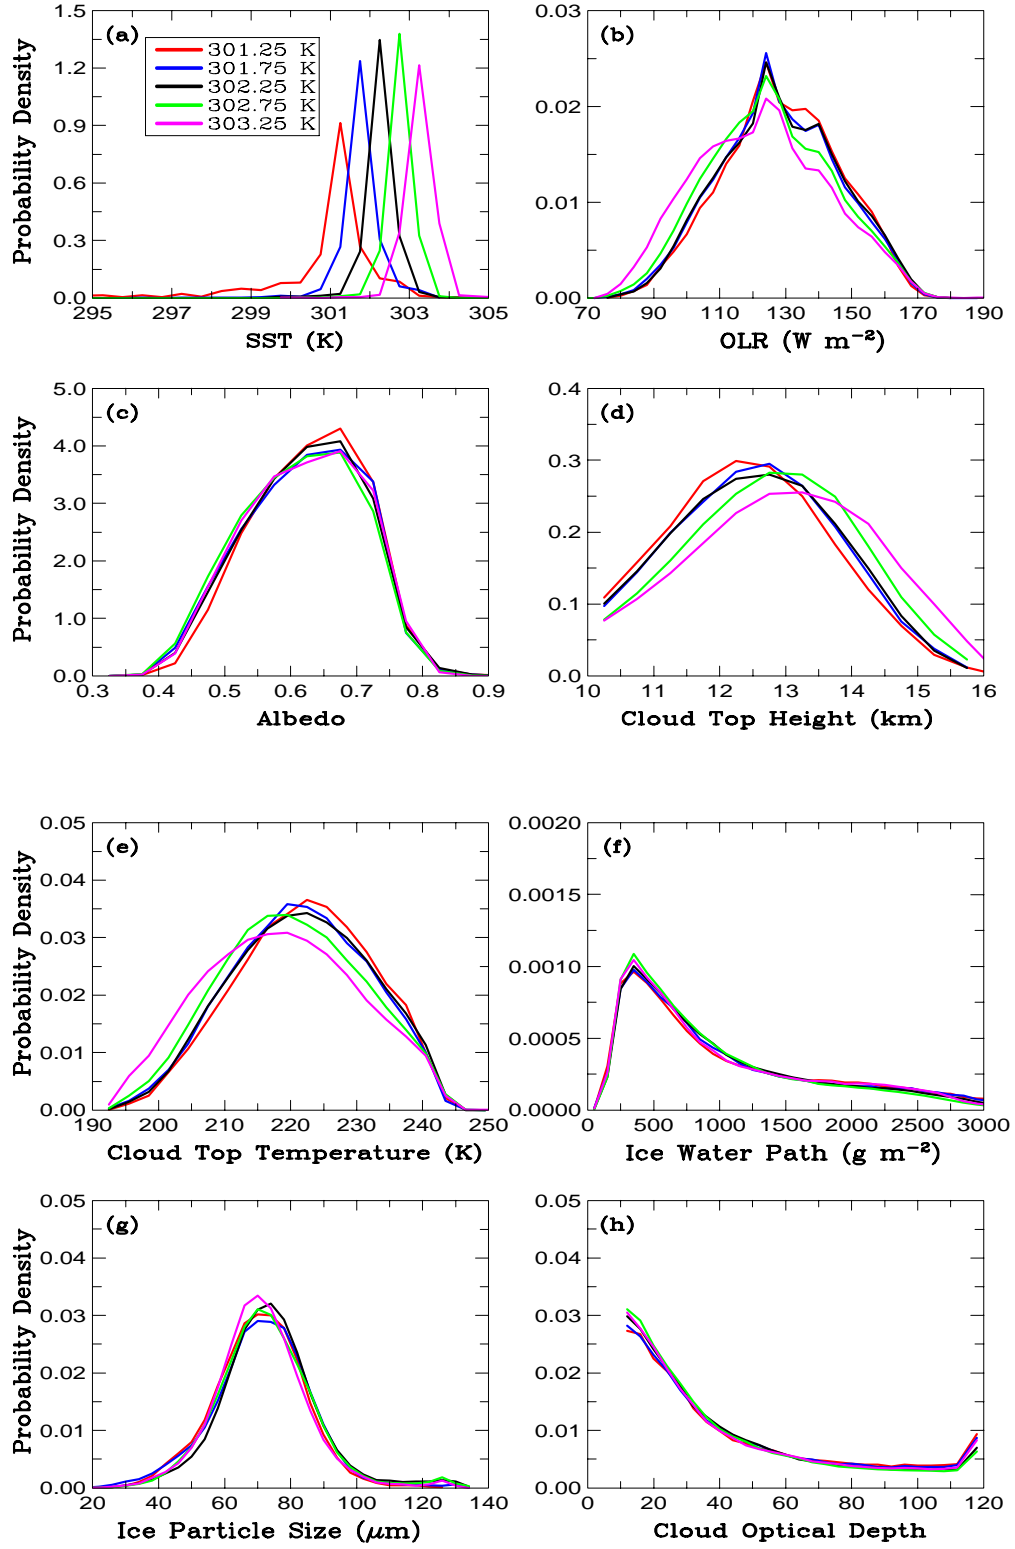 (a)
301.25 K
301.75 K
302.25 K
302.75 K
303.25 K
Probability Density
1.5
1.2
0.9
0.6
0.3
0.0
295 297 299 301 303 305
SST (K)
(b)
0.03
0.02
0.01
0.00
70 90 110 130 150 170 190
OLR (W m⁻²)
(c)
Probability Density
5.0
4.0
3.0
2.0
1.0
0.0
0.3 0.4 0.5 0.6 0.7 0.8 0.9
Albedo
(d)
0.4
0.3
0.2
0.1
0.0
10 11 12 13 14 15 16
Cloud Top Height (km)
(e)
Probability Density
0.05
0.04
0.03
0.02
0.01
0.00
190 200 210 220 230 240 250
Cloud Top Temperature (K)
(f)
0.0020
0.0015
0.0010
0.0005
0.0000
0 500 1000 1500 2000 2500 3000
Ice Water Path (g m⁻²)
(g)
Probability Density
0.05
0.04
0.03
0.02
0.01
0.00
20 40 60 80 100 120 140
Ice Particle Size (μm)
(h)
0.05
0.04
0.03
0.02
0.01
0.00
0 20 40 60 80 100 120
Cloud Optical Depth